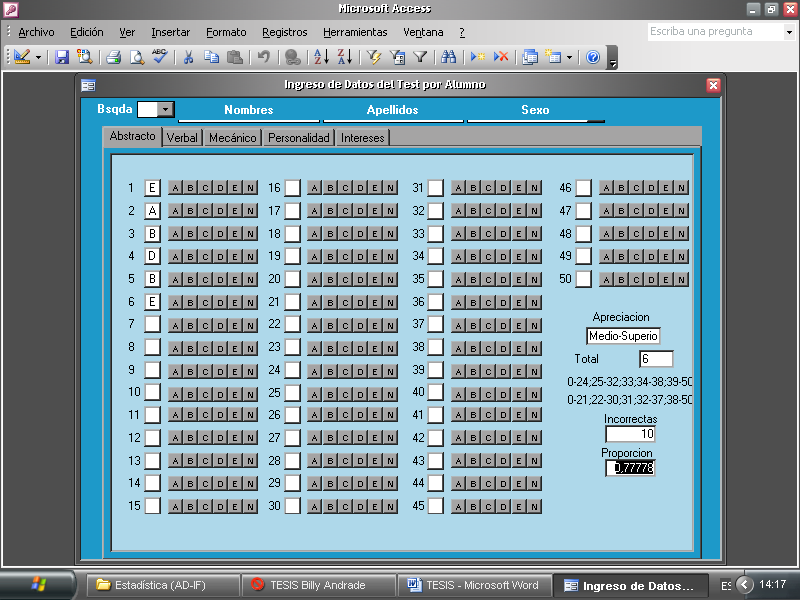 Microsoft Access
Archivo Edición Ver Insertar Formato Registros Herramientas Ventana ? Escriba una pregunta
Ingreso de Datos del Test por Alumno
Bsqda Nombres Apellidos Sexo
Abstracto Verbal Mecánico Personalidad Intereses
1 E A B C D E N 16 A B C D E N 31 A B C D E N 46 A B C D E N
2 A A B C D E N 17 A B C D E N 32 A B C D E N 47 A B C D E N
3 B A B C D E N 18 A B C D E N 33 A B C D E N 48 A B C D E N
4 D A B C D E N 19 A B C D E N 34 A B C D E N 49 A B C D E N
5 B A B C D E N 20 A B C D E N 35 A B C D E N 50 A B C D E N
6 E A B C D E N 21 A B C D E N 36 A B C D E N
7 A B C D E N 22 A B C D E N 37 A B C D E N
8 A B C D E N 23 A B C D E N 38 A B C D E N
9 A B C D E N 24 A B C D E N 39 A B C D E N
10 A B C D E N 25 A B C D E N 40 A B C D E N
11 A B C D E N 26 A B C D E N 41 A B C D E N
12 A B C D E N 27 A B C D E N 42 A B C D E N
13 A B C D E N 28 A B C D E N 43 A B C D E N
14 A B C D E N 29 A B C D E N 44 A B C D E N
15 A B C D E N 30 A B C D E N 45 A B C D E N
Apreciacion
Medio-Superio
Total 6
0-24;25-32;33;34-38;39-50
0-21;22-30;31;32-37;38-50
Incorrectas
10
Proporcion
0,77778
Estadística (AD-IF) TESIS Billy Andrade TESIS - Microsoft Word Ingreso de Datos... ES 14:17